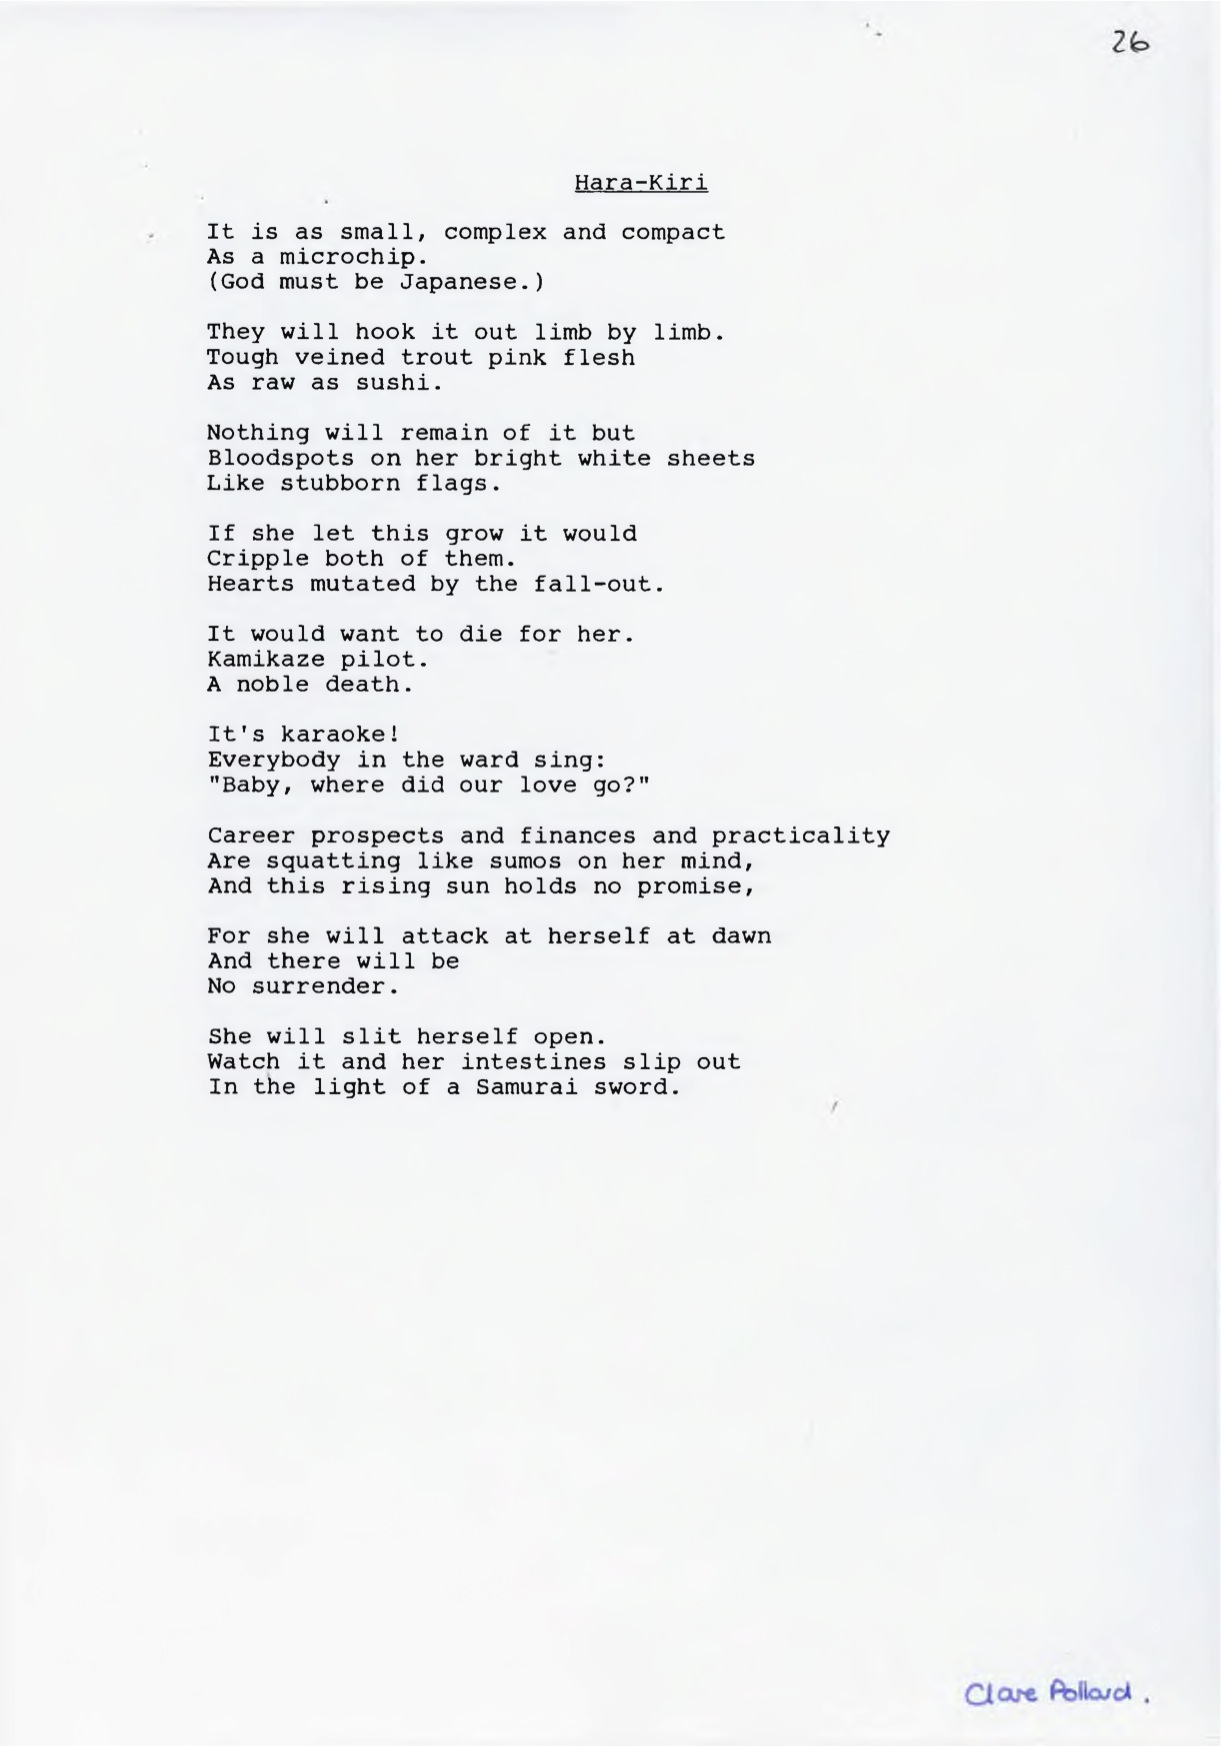 26
Hara-Kiri
It is as small, complex and compact
As a microchip.
(God must be Japanese.)
They will hook it out limb by limb.
Tough veined trout pink flesh
As raw as sushi.
Nothing will remain of it but
Bloodspots on her bright white sheets
Like stubborn flags.
If she let this grow it would
Cripple both of them.
Hearts mutated by the fall-out.
It would want to die for her.
Kamikaze pilot.
A noble death.
It's karaoke!
Everybody in the ward sing:
"Baby, where did our love go?"
Career prospects and finances and practicality
Are squatting like sumos on her mind,
And this rising sun holds no promise,
For she will attack at herself at dawn
And there will be
No surrender.
She will slit herself open.
Watch it and her intestines slip out
In the light of a Samurai sword.
Clare Pollard.